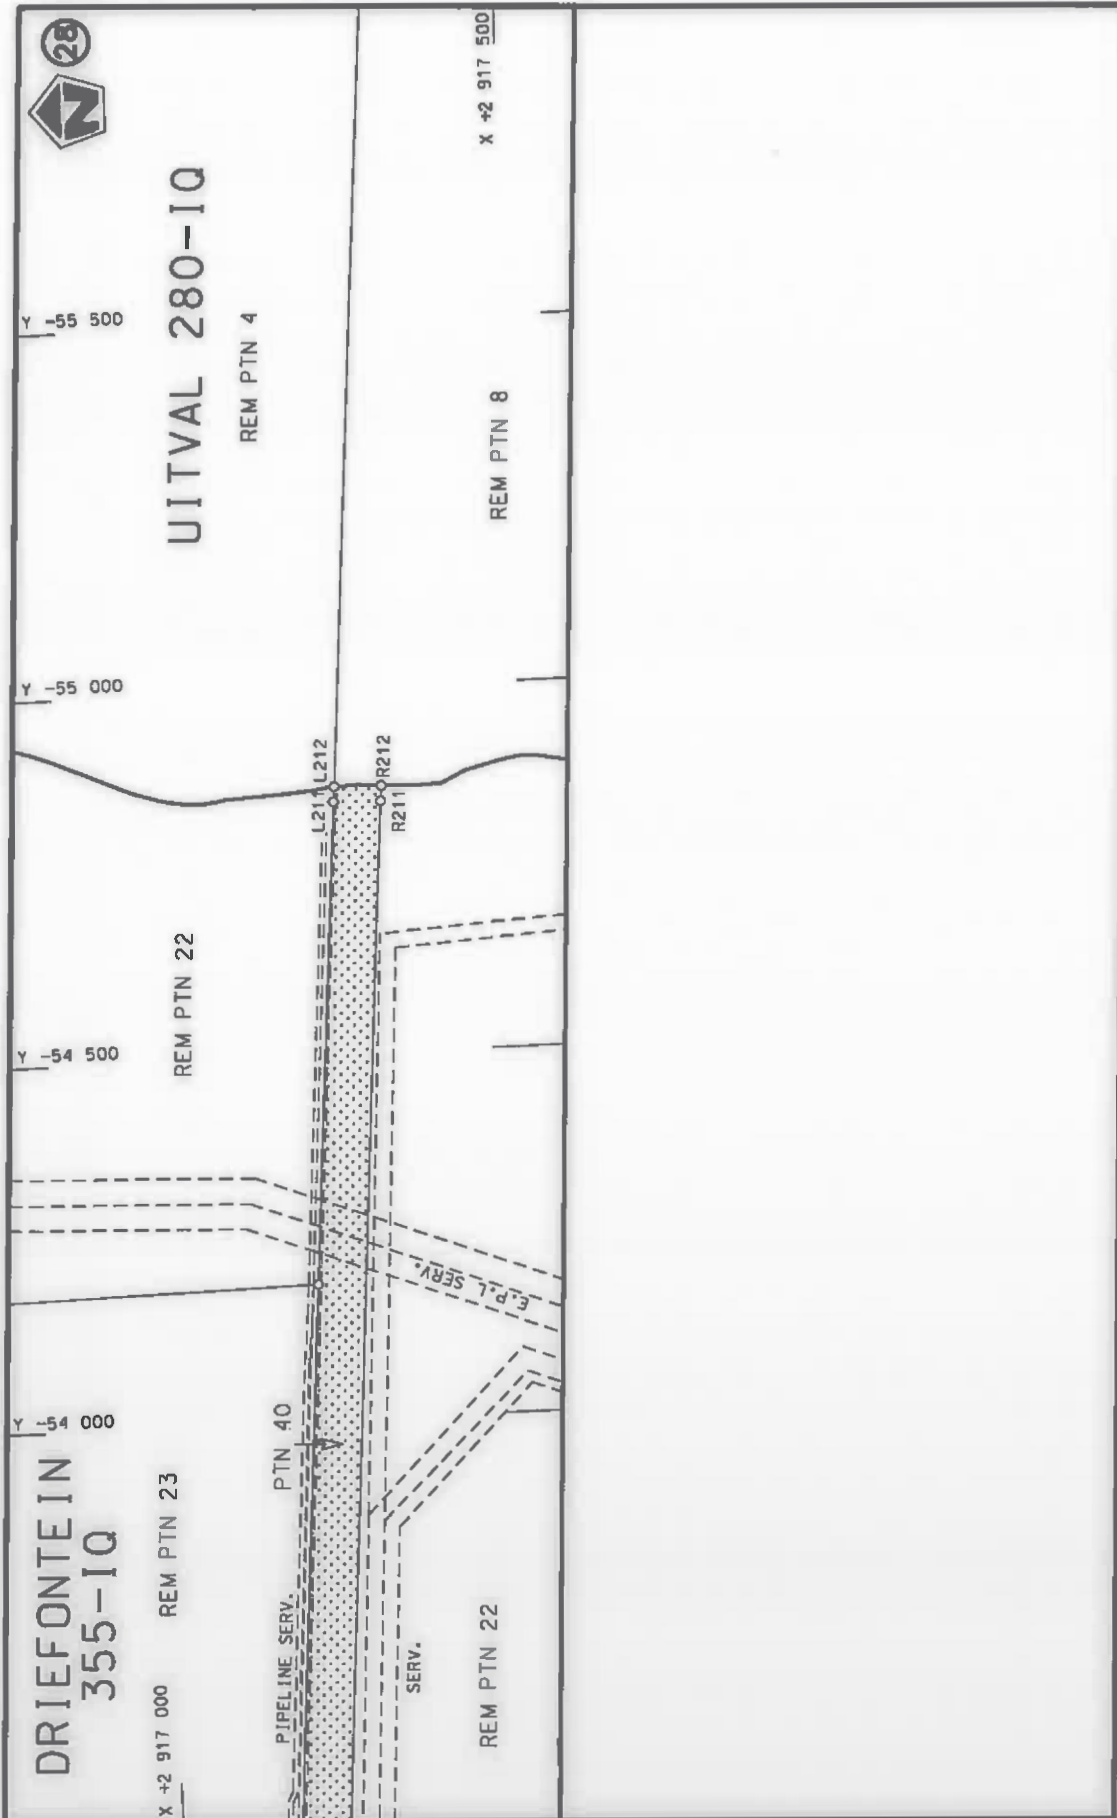 28
N
X +2 917 500
UITVAL 280-IQ
Y -55 500
REM PTN 4
REM PTN 8
Y -55 000
L211 L212
R211 R212
REM PTN 22
Y -54 500
E.P.L SERV.
Y -54 000
PTN 40
DRIEFONTEIN
355-IQ
REM PTN 23
PIPELINE SERV.
SERV.
REM PTN 22
X +2 917 000